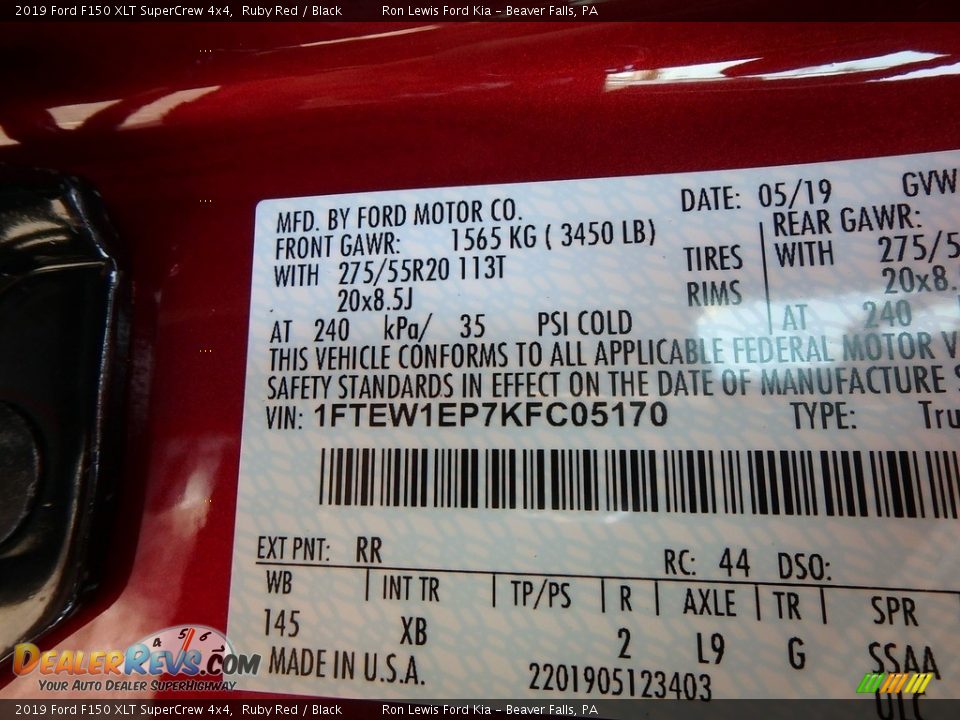 2019 Ford F150 XLT SuperCrew 4x4, Ruby Red / Black Ron Lewis Ford Kia - Beaver Falls, PA
MFD. BY FORD MOTOR CO. DATE: 05/19 GVW
FRONT GAWR: 1565 KG ( 3450 LB) REAR GAWR:
WITH 275/55R20 113T TIRES WITH 275/5
20x8.5J RIMS 20x8.
AT 240 kPa/ 35 PSI COLD AT 240
THIS VEHICLE CONFORMS TO ALL APPLICABLE FEDERAL MOTOR V
SAFETY STANDARDS IN EFFECT ON THE DATE OF MANUFACTURE S
VIN: 1FTEW1EP7KFC05170 TYPE: Tru
EXT PNT: RR RC: 44 DSO:
WB INT TR TP/PS R AXLE TR SPR
145 XB 2 L9 G SSAA
MADE IN U.S.A. 2201905123403
DEALERREVS.COM
YOUR AUTO DEALER SUPERHIGHWAY
2019 Ford F150 XLT SuperCrew 4x4, Ruby Red / Black Ron Lewis Ford Kia - Beaver Falls, PA